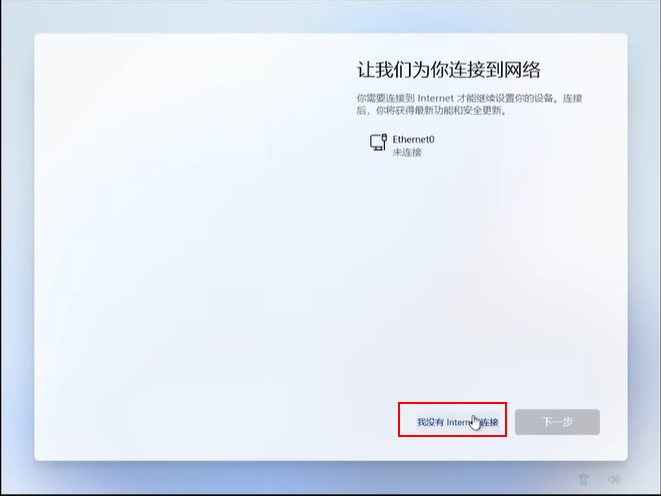 让我们为你连接到网络
你需要连接到 Internet 才能继续设置你的设备。连接
后，你将获得最新功能和安全更新。
Ethernet0
未连接
我没有 Internet 连接
下一步